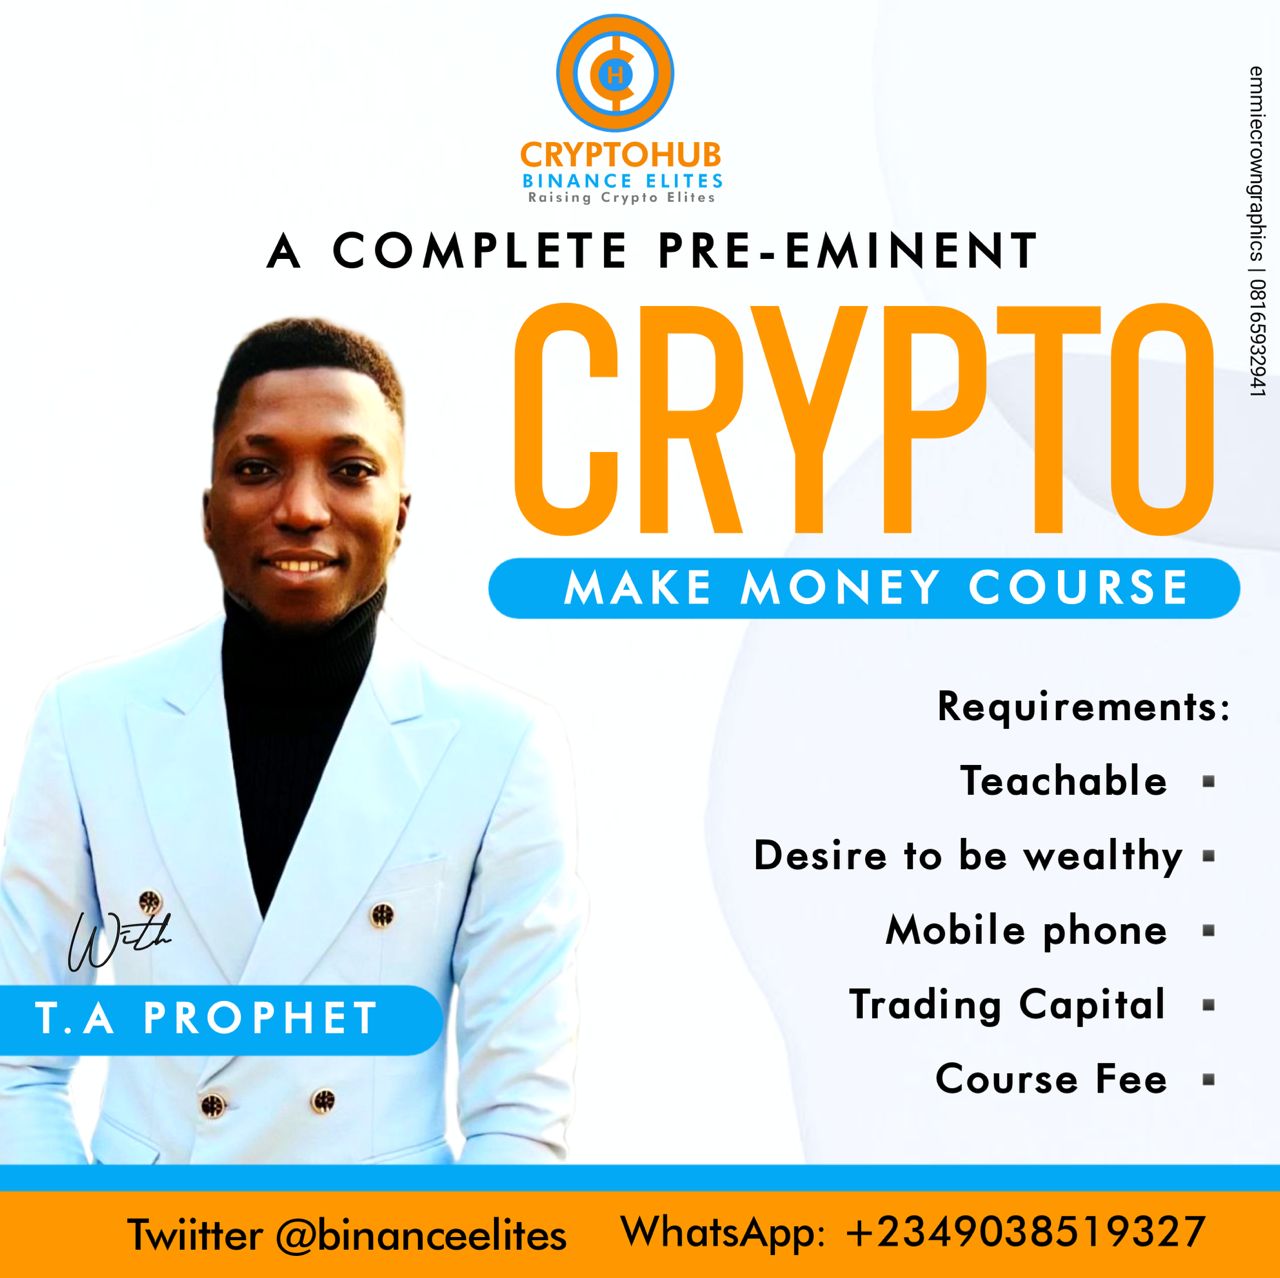 H
CRYPTOHUB
BINANCE ELITES
Raising Crypto Elites
A COMPLETE PRE-EMINENT
CRYPTO
MAKE MONEY COURSE
Requirements:
Teachable ▪
Desire to be wealthy ▪
Mobile phone ▪
Trading Capital ▪
Course Fee ▪
With
T.A PROPHET
Twiitter @binanceelites WhatsApp: +2349038519327
emmiecrowngraphics | 08165932941